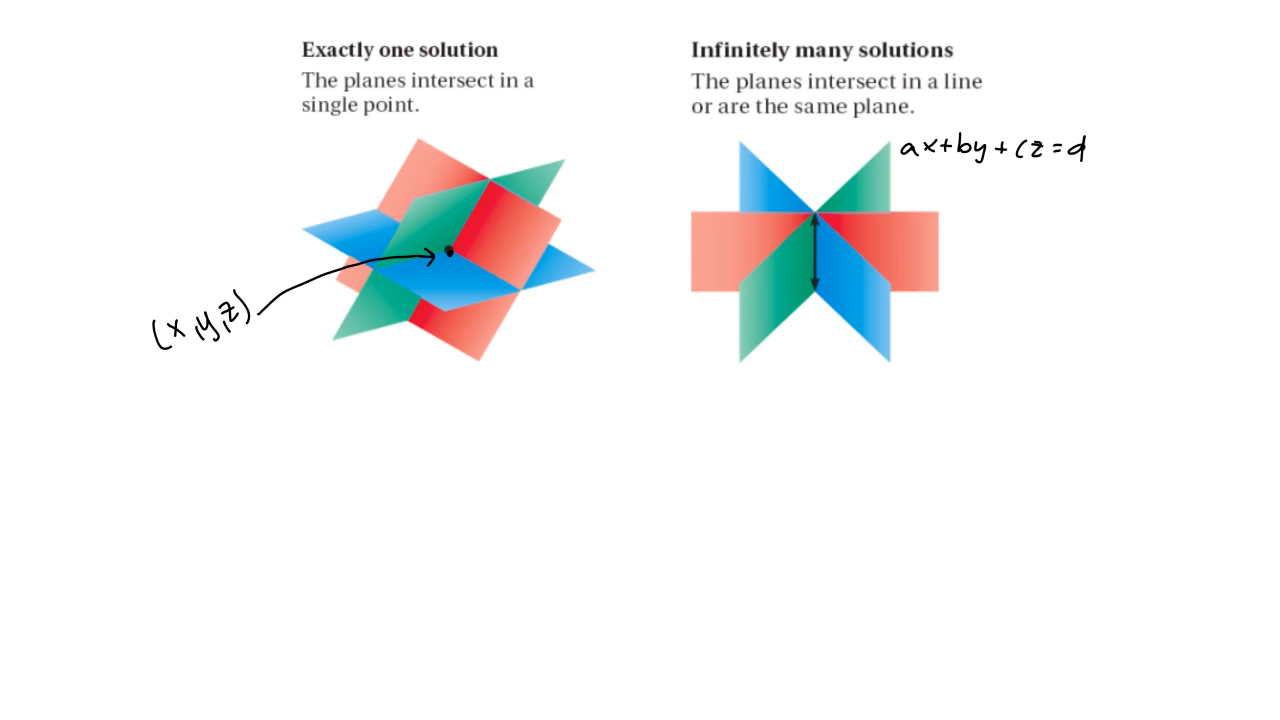 Exactly one solution
The planes intersect in a
single point.
Infinitely many solutions
The planes intersect in a line
or are the same plane.
ax+by+cz=d
(x,y,z)